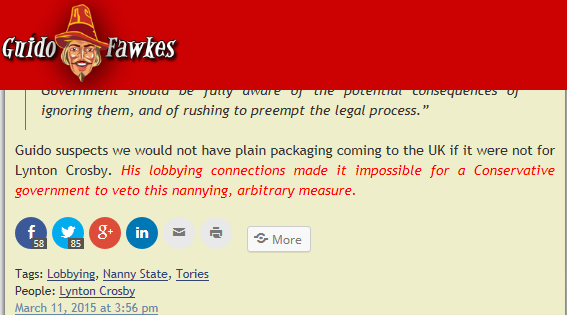 Guido Fawkes
Government should be fully aware of the potential consequences of
ignoring them, and of rushing to preempt the legal process.”
Guido suspects we would not have plain packaging coming to the UK if it were not for
Lynton Crosby. His lobbying connections made it impossible for a Conservative
government to veto this nannying, arbitrary measure.
f 58 85 g+ in More
Tags: Lobbying, Nanny State, Tories
People: Lynton Crosby
March 11, 2015 at 3:56 pm